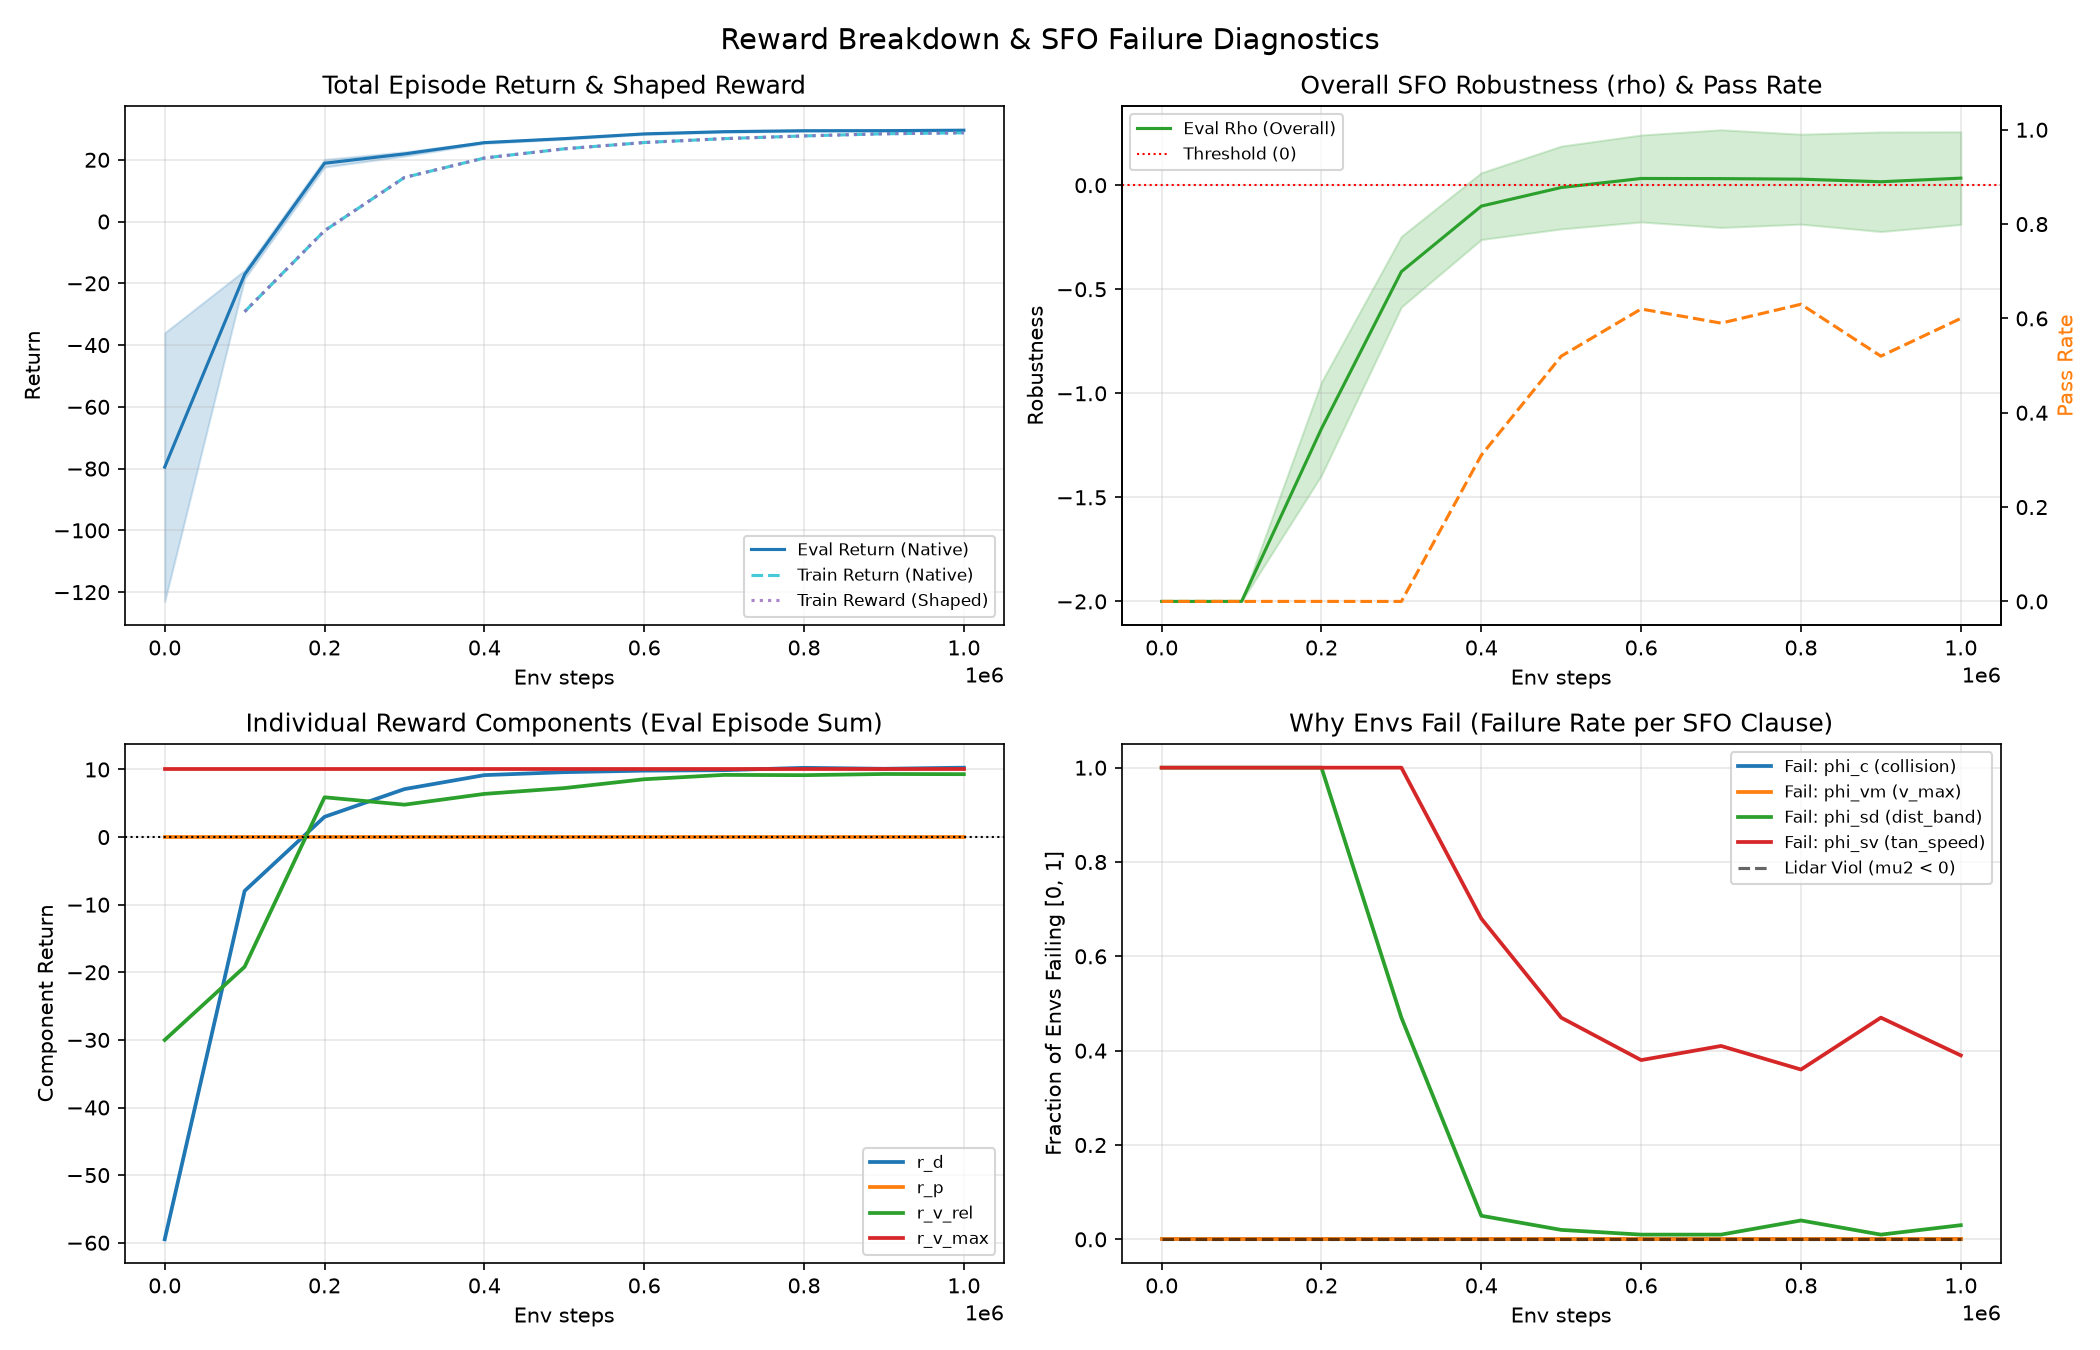 Reward Breakdown & SFO Failure Diagnostics
Total Episode Return & Shaped Reward
Return
20
0
−20
−40
−60
−80
−100
−120
Eval Return (Native)
Train Return (Native)
Train Reward (Shaped)
0.0 0.2 0.4 0.6 0.8 1.0
1e6
Env steps
Overall SFO Robustness (rho) & Pass Rate
Robustness
0.0
−0.5
−1.0
−1.5
−2.0
Eval Rho (Overall)
Threshold (0)
1.0
0.8
0.6
0.4
0.2
0.0
Pass Rate
0.0 0.2 0.4 0.6 0.8 1.0
1e6
Env steps
Individual Reward Components (Eval Episode Sum)
Component Return
10
0
−10
−20
−30
−40
−50
−60
r_d
r_p
r_v_rel
r_v_max
0.0 0.2 0.4 0.6 0.8 1.0
1e6
Env steps
Why Envs Fail (Failure Rate per SFO Clause)
Fraction of Envs Failing [0, 1]
1.0
0.8
0.6
0.4
0.2
0.0
Fail: phi_c (collision)
Fail: phi_vm (v_max)
Fail: phi_sd (dist_band)
Fail: phi_sv (tan_speed)
Lidar Viol (mu2 < 0)
0.0 0.2 0.4 0.6 0.8 1.0
1e6
Env steps